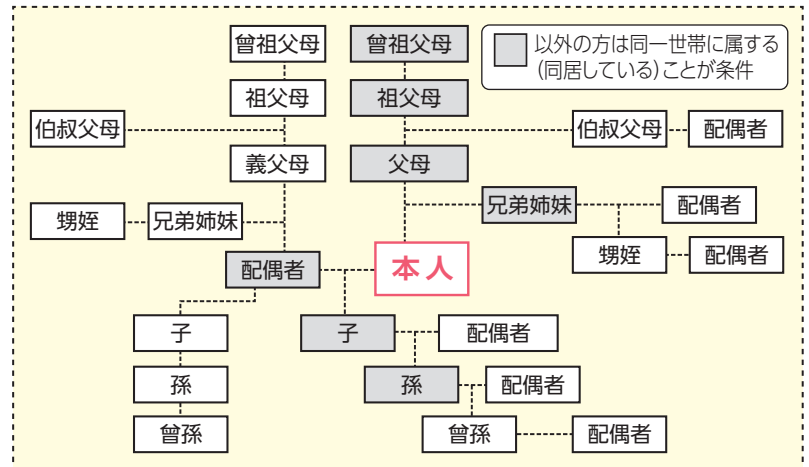 曾祖父母
曾祖父母
以外の方は同一世帯に属する
(同居している)ことが条件
祖父母
祖父母
伯叔父母
伯叔父母
配偶者
義父母
父母
兄弟姉妹
配偶者
甥姪
兄弟姉妹
甥姪
配偶者
配偶者
本人
子
子
配偶者
孫
孫
配偶者
曾孫
曾孫
配偶者